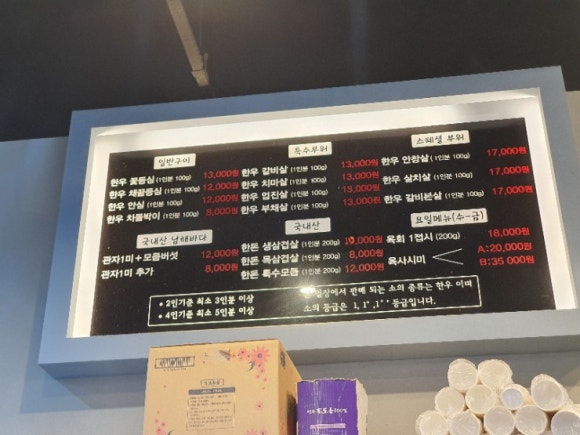 일반구이
한우 꽃등심 (1인분 100g) 13,000원
한우 채끝등심 (1인분 100g) 12,000원
한우 안심 (1인분 100g) 12,000원
한우 차돌박이 (1인분 100g) 8,000원
국내산 남해바다
관자1미+모듬버섯 12,000원
관자1미 추가 8,000원
특수부위
한우 갈비살 (1인분 100g) 13,000원
한우 치마살 (1인분 100g) 13,000원
한우 업진살 (1인분 100g) 13,000원
한우 부채살 (1인분 100g) 13,000원
국내산
한돈 생삼겹살 (1인분 200g) 10,000원
한돈 육삼겹살 (1인분 200g) 8,000원
한돈 특수모듬 (1인분 200g) 12,000원
스페셜 부위
한우 안창살 (1인분 100g) 17,000원
한우 살치살 (1인분 100g) 17,000원
한우 갈비본살 (1인분 100g) 17,000원
요일메뉴(수-금)
육회 1접시 (200g) 18,000원
육사시미 A:20,000원
B:35 000원
• 2인기준 최소 3인분 이상
• 4인기준 최소 5인분 이상
장에서 판매 되는 소의 종류는 한우 이며
소의 등급은 1, 1⁺, 1⁺⁺ 등급입니다.